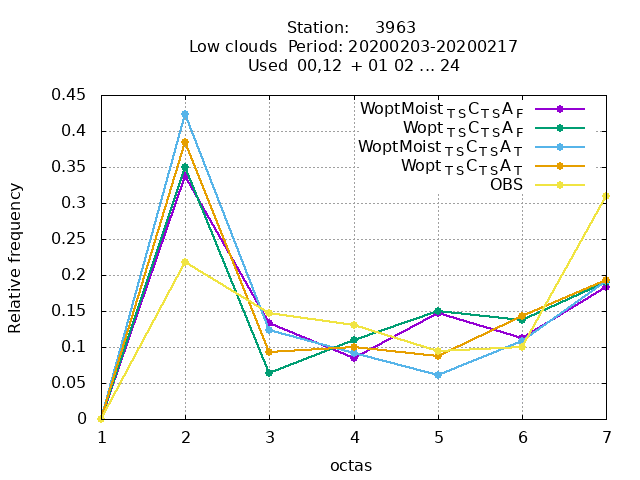 Station: 3963
Low clouds Period: 20200203-20200217
Used 00,12 + 01 02 ... 24
WoptMoist TS C TS A F
Wopt TS C TS A F
WoptMoist TS C TS A T
Wopt TS C TS A T
OBS
Relative frequency
0.45
0.4
0.35
0.3
0.25
0.2
0.15
0.1
0.05
0
1 2 3 4 5 6 7
octas